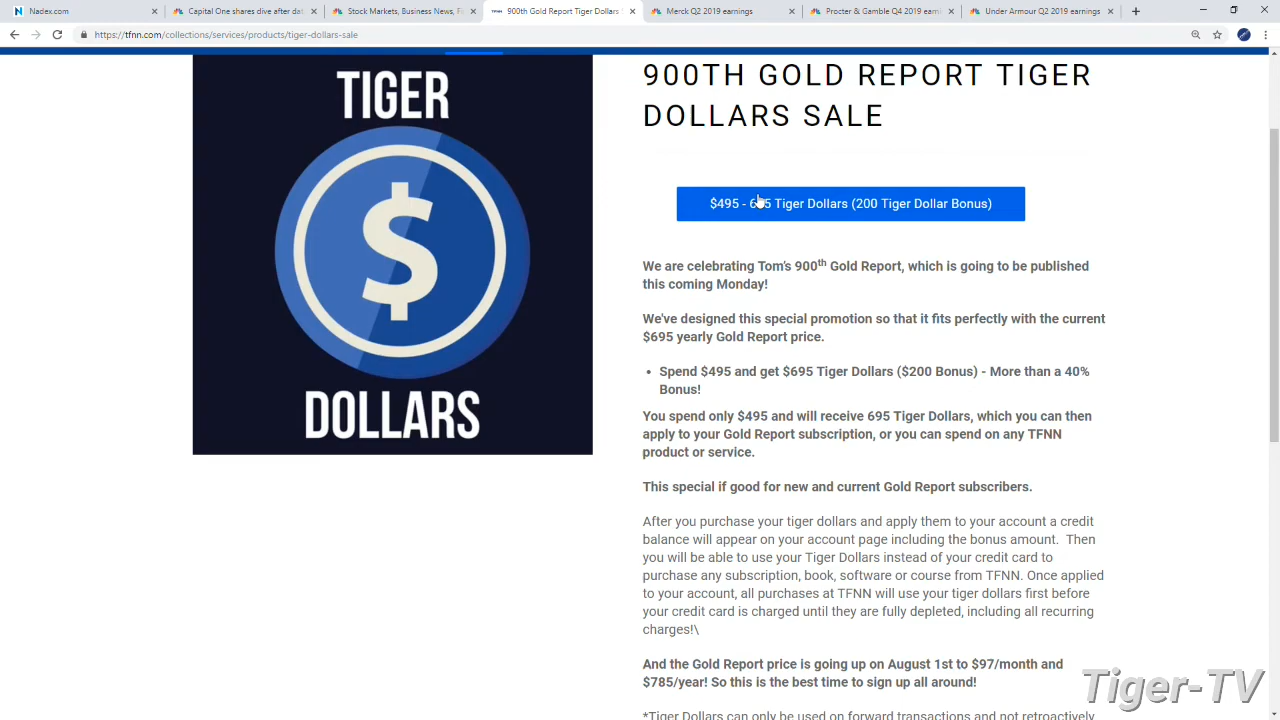 Nadex.com
Capital One shares dive after dat
Stock Markets, Business News, Fi
900th Gold Report Tiger Dollars
Merck Q2 2019 earnings
Procter & Gamble Q4 2019 earni
Under Armour Q2 2019 earnings
https://tfnn.com/collections/services/products/tiger-dollars-sale
TIGER
$
DOLLARS
900TH GOLD REPORT TIGER
DOLLARS SALE
$495 - 695 Tiger Dollars (200 Tiger Dollar Bonus)
We are celebrating Tom's 900th Gold Report, which is going to be published
this coming Monday!
We've designed this special promotion so that it fits perfectly with the current
$695 yearly Gold Report price.
• Spend $495 and get $695 Tiger Dollars ($200 Bonus) - More than a 40%
Bonus!
You spend only $495 and will receive 695 Tiger Dollars, which you can then
apply to your Gold Report subscription, or you can spend on any TFNN
product or service.
This special if good for new and current Gold Report subscribers.
After you purchase your tiger dollars and apply them to your account a credit
balance will appear on your account page including the bonus amount. Then
you will be able to use your Tiger Dollars instead of your credit card to
purchase any subscription, book, software or course from TFNN. Once applied
to your account, all purchases at TFNN will use your tiger dollars first before
your credit card is charged until they are fully depleted, including all recurring
charges!\
And the Gold Report price is going up on August 1st to $97/month and
$785/year! So this is the best time to sign up all around!
*Tiger Dollars can only be used on forward transactions and not retroactively
Tiger-TV